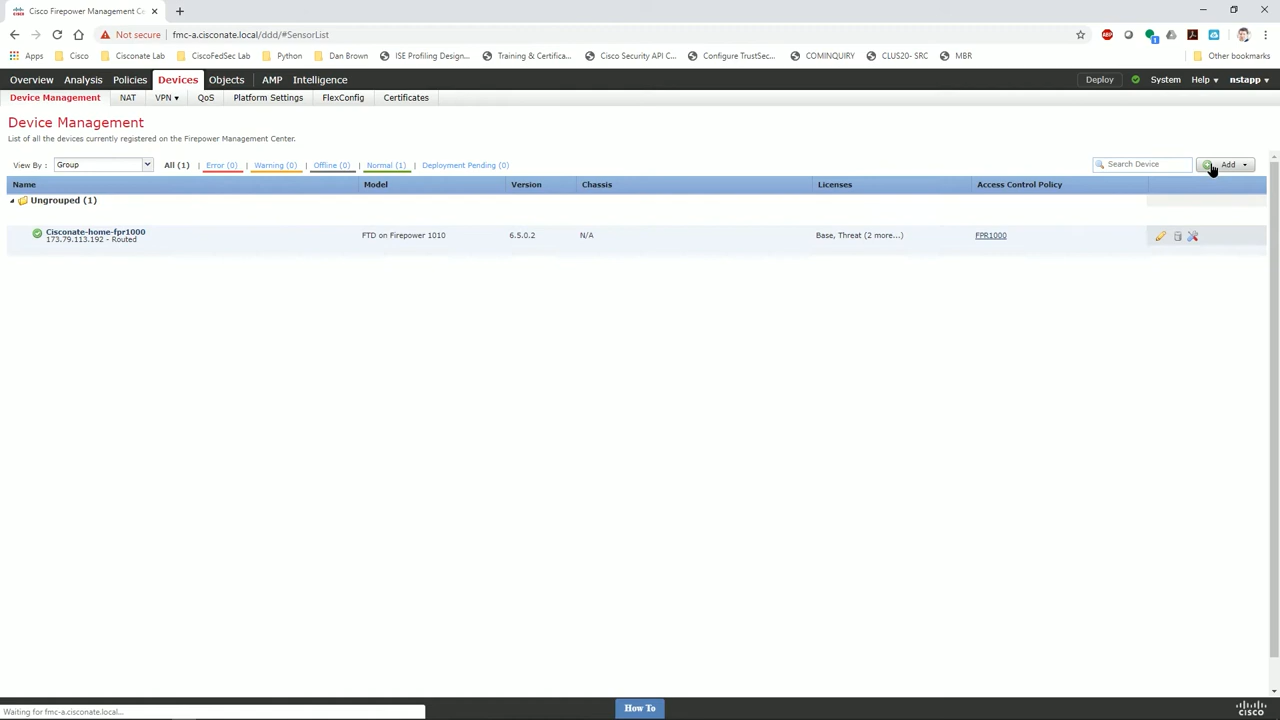 Cisco Firepower Management Ce
Not secure | fmc-a.cisconate.local/ddd/#SensorList
Apps Cisco Cisconate Lab CiscoFedSec Lab Python Dan Brown ISE Profiling Design... Training & Certifica... Cisco Security API C... Configure TrustSec... COMINQUIRY CLUS20- SRC MBR Other bookmarks
Overview Analysis Policies Devices Objects AMP Intelligence Deploy System Help nstapp
Device Management NAT VPN QoS Platform Settings FlexConfig Certificates
Device Management
List of all the devices currently registered on the Firepower Management Center.
View By : Group All (1) | Error (0) | Warning (0) | Offline (0) | Normal (1) | Deployment Pending (0) Search Device Add
Name Model Version Chassis Licenses Access Control Policy
Ungrouped (1)
Cisconate-home-fpr1000 FTD on Firepower 1010 6.5.0.2 N/A Base, Threat (2 more...) FPR1000
173.79.113.192 - Routed
Waiting for fmc-a.cisconate.local...
How To
CISCO